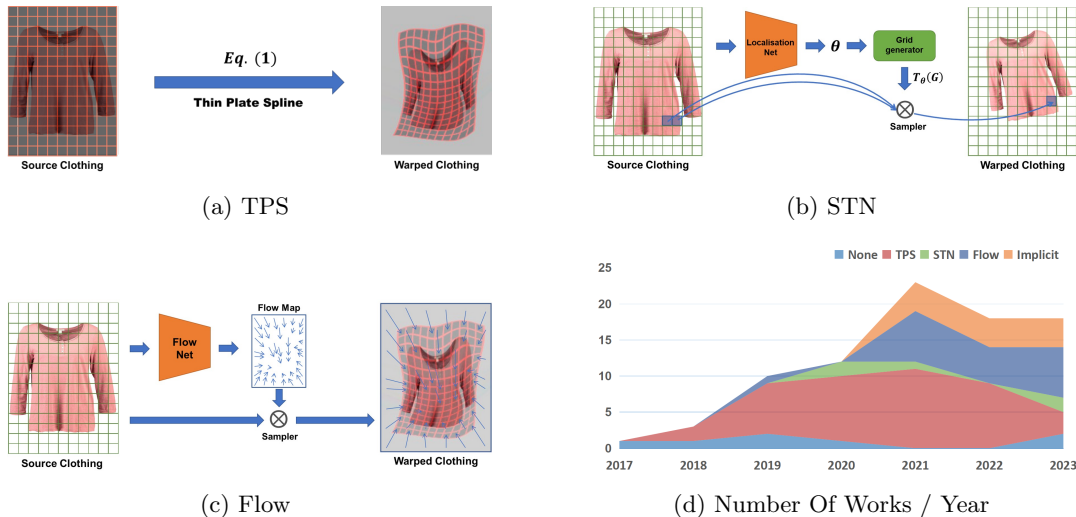 Eq. (1)
Thin Plate Spline
Source Clothing
Warped Clothing
(a) TPS
Localisation
Net
θ
Grid
generator
T_θ(G)
Sampler
Source Clothing
Warped Clothing
(b) STN
Flow
Net
Flow Map
Sampler
Source Clothing
Warped Clothing
(c) Flow
None TPS STN Flow Implicit
25
20
15
10
5
0
2017 2018 2019 2020 2021 2022 2023
(d) Number Of Works / Year